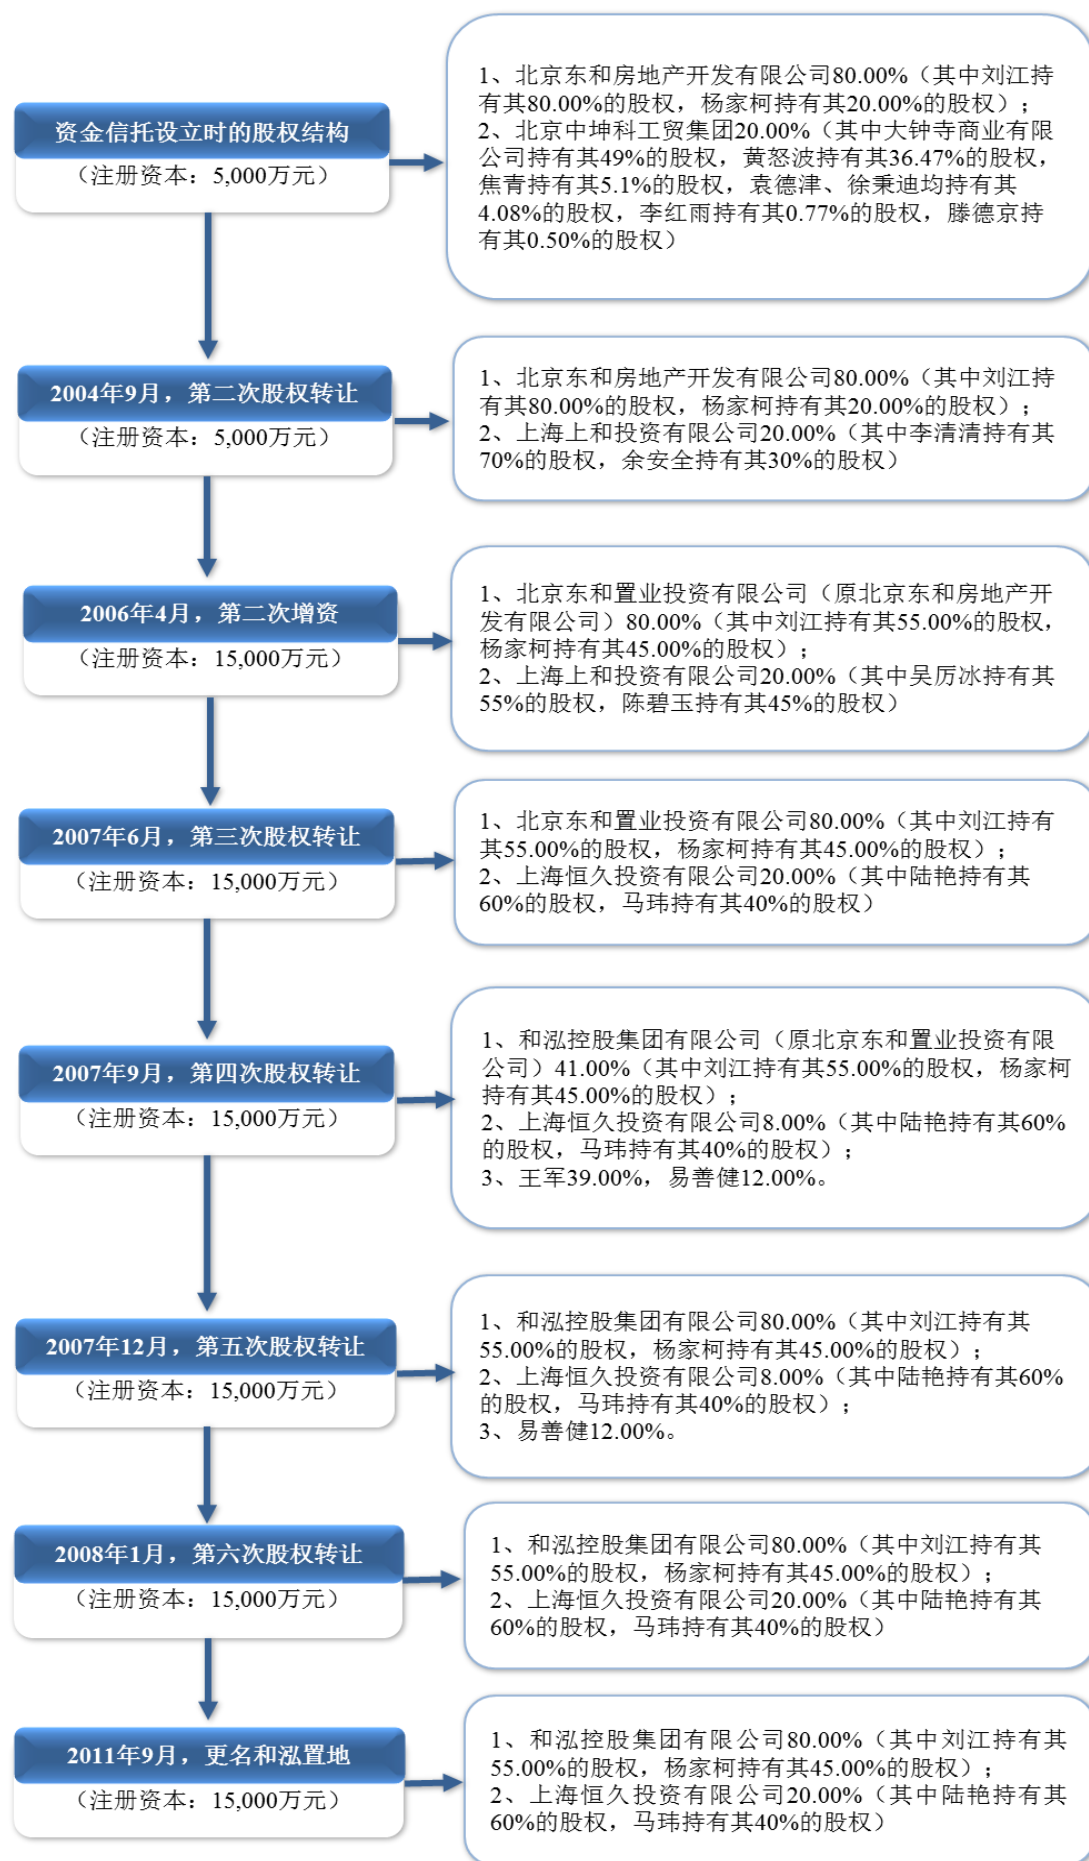 资金信托设立时的股权结构
（注册资本：5,000万元）
1、北京东和房地产开发有限公司80.00%（其中刘江持
有其80.00%的股权，杨家柯持有其20.00%的股权）；
2、北京中坤科工贸集团20.00%（其中大钟寺商业有限
公司持有其49%的股权，黄怒波持有其36.47%的股权，
焦青持有其5.1%的股权，袁德津、徐秉迪均持有其
4.08%的股权，李红雨持有其0.77%的股权，滕德京持
有其0.50%的股权）
2004年9月，第二次股权转让
（注册资本：5,000万元）
1、北京东和房地产开发有限公司80.00%（其中刘江持
有其80.00%的股权，杨家柯持有其20.00%的股权）；
2、上海上和投资有限公司20.00%（其中李清清持有其
70%的股权，余安全持有其30%的股权）
2006年4月，第二次增资
（注册资本：15,000万元）
1、北京东和置业投资有限公司（原北京东和房地产开
发有限公司）80.00%（其中刘江持有其55.00%的股权，
杨家柯持有其45.00%的股权）；
2、上海上和投资有限公司20.00%（其中吴厉冰持有其
55%的股权，陈碧玉持有其45%的股权）
2007年6月，第三次股权转让
（注册资本：15,000万元）
1、北京东和置业投资有限公司80.00%（其中刘江持有
其55.00%的股权，杨家柯持有其45.00%的股权）；
2、上海恒久投资有限公司20.00%（其中陆艳持有其
60%的股权，马玮持有其40%的股权）
2007年9月，第四次股权转让
（注册资本：15,000万元）
1、和泓控股集团有限公司（原北京东和置业投资有限
公司）41.00%（其中刘江持有其55.00%的股权，杨家柯
持有其45.00%的股权）；
2、上海恒久投资有限公司8.00%（其中陆艳持有其60%
的股权，马玮持有其40%的股权）；
3、王军39.00%，易善健12.00%。
2007年12月，第五次股权转让
（注册资本：15,000万元）
1、和泓控股集团有限公司80.00%（其中刘江持有其
55.00%的股权，杨家柯持有其45.00%的股权）；
2、上海恒久投资有限公司8.00%（其中陆艳持有其60%
的股权，马玮持有其40%的股权）；
3、易善健12.00%。
2008年1月，第六次股权转让
（注册资本：15,000万元）
1、和泓控股集团有限公司80.00%（其中刘江持有其
55.00%的股权，杨家柯持有其45.00%的股权）；
2、上海恒久投资有限公司20.00%（其中陆艳持有其
60%的股权，马玮持有其40%的股权）
2011年9月，更名和泓置地
（注册资本：15,000万元）
1、和泓控股集团有限公司80.00%（其中刘江持有其
55.00%的股权，杨家柯持有其45.00%的股权）；
2、上海恒久投资有限公司20.00%（其中陆艳持有其
60%的股权，马玮持有其40%的股权）